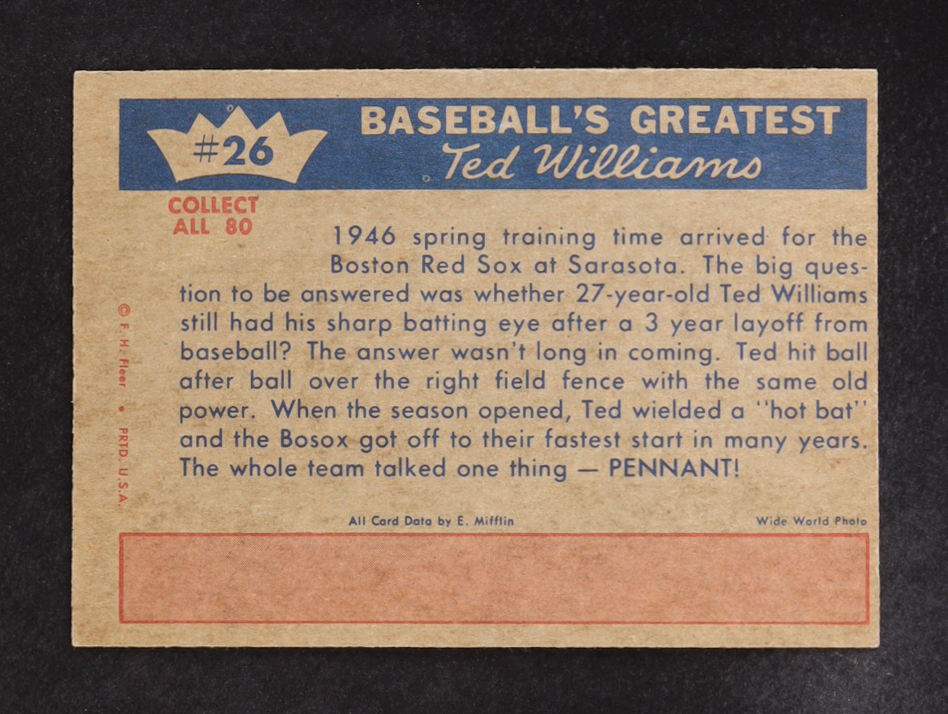 #26
BASEBALL'S GREATEST
Ted Williams
COLLECT
ALL 80
1946 spring training time arrived for the
Boston Red Sox at Sarasota. The big ques-
tion to be answered was whether 27-year-old Ted Williams
still had his sharp batting eye after a 3 year layoff from
baseball? The answer wasn't long in coming. Ted hit ball
after ball over the right field fence with the same old
power. When the season opened, Ted wielded a "hot bat"
and the Bosox got off to their fastest start in many years.
The whole team talked one thing — PENNANT!
© F. H. Fleer • PRTD. U.S.A.
All Card Data by E. Mifflin
Wide World Photo